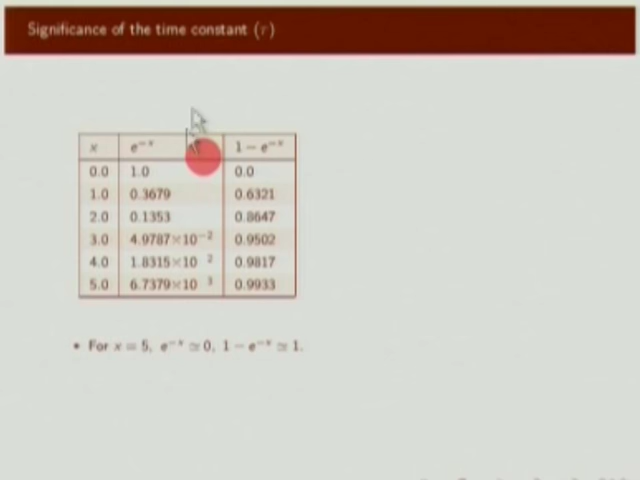 Significance of the time constant (τ)
x e⁻ˣ 1 − e⁻ˣ
0.0 1.0 0.0
1.0 0.3679 0.6321
2.0 0.1353 0.8647
3.0 4.9787×10⁻² 0.9502
4.0 1.8315×10 ² 0.9817
5.0 6.7379×10 ³ 0.9933
• For x = 5, e⁻ˣ ≃ 0, 1 − e⁻ˣ ≃ 1.